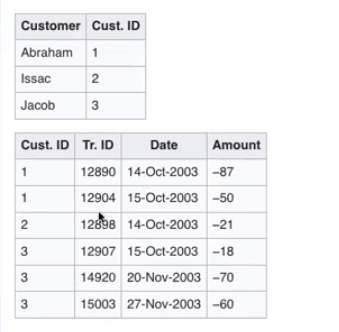 Customer Cust. ID
Abraham 1
Issac 2
Jacob 3
Cust. ID Tr. ID Date Amount
1 12890 14-Oct-2003 –87
1 12904 15-Oct-2003 –50
2 12898 14-Oct-2003 –21
3 12907 15-Oct-2003 –18
3 14920 20-Nov-2003 –70
3 15003 27-Nov-2003 –60